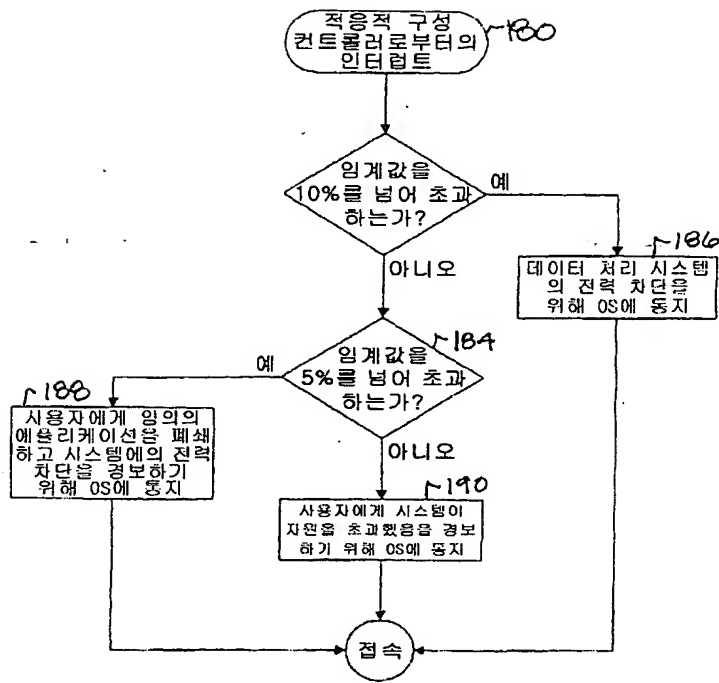 적응적 구성
컨트롤러로부터의
인터럽트
180
임계값을
10%를 넘어 초과
하는가?
예
아니오
186
데이터 처리 시스템
의 전력 차단을
위해 OS에 통지
184
임계값을
5%를 넘어 초과
하는가?
예
아니오
188
사용자에게 임의의
애플리케이션을 폐쇄
하고 시스템에의 전력
차단을 경보하기
위해 OS에 통지
190
사용자에게 시스템이
자원을 초과했음을 경보
하기 위해 OS에 통지
접속